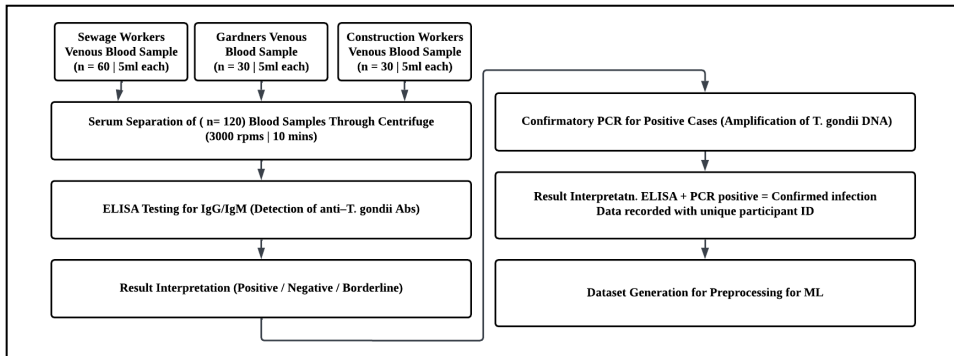 Sewage Workers
Venous Blood Sample
(n = 60 | 5ml each)
Gardners Venous
Blood Sample
(n = 30 | 5ml each)
Construction Workers
Venous Blood Sample
(n = 30 | 5ml each)
Serum Separation of ( n= 120) Blood Samples Through Centrifuge
(3000 rpms | 10 mins)
ELISA Testing for IgG/IgM (Detection of anti–T. gondii Abs)
Result Interpretation (Positive / Negative / Borderline)
Confirmatory PCR for Positive Cases (Amplification of T. gondii DNA)
Result Interpretatn. ELISA + PCR positive = Confirmed infection
Data recorded with unique participant ID
Dataset Generation for Preprocessing for ML